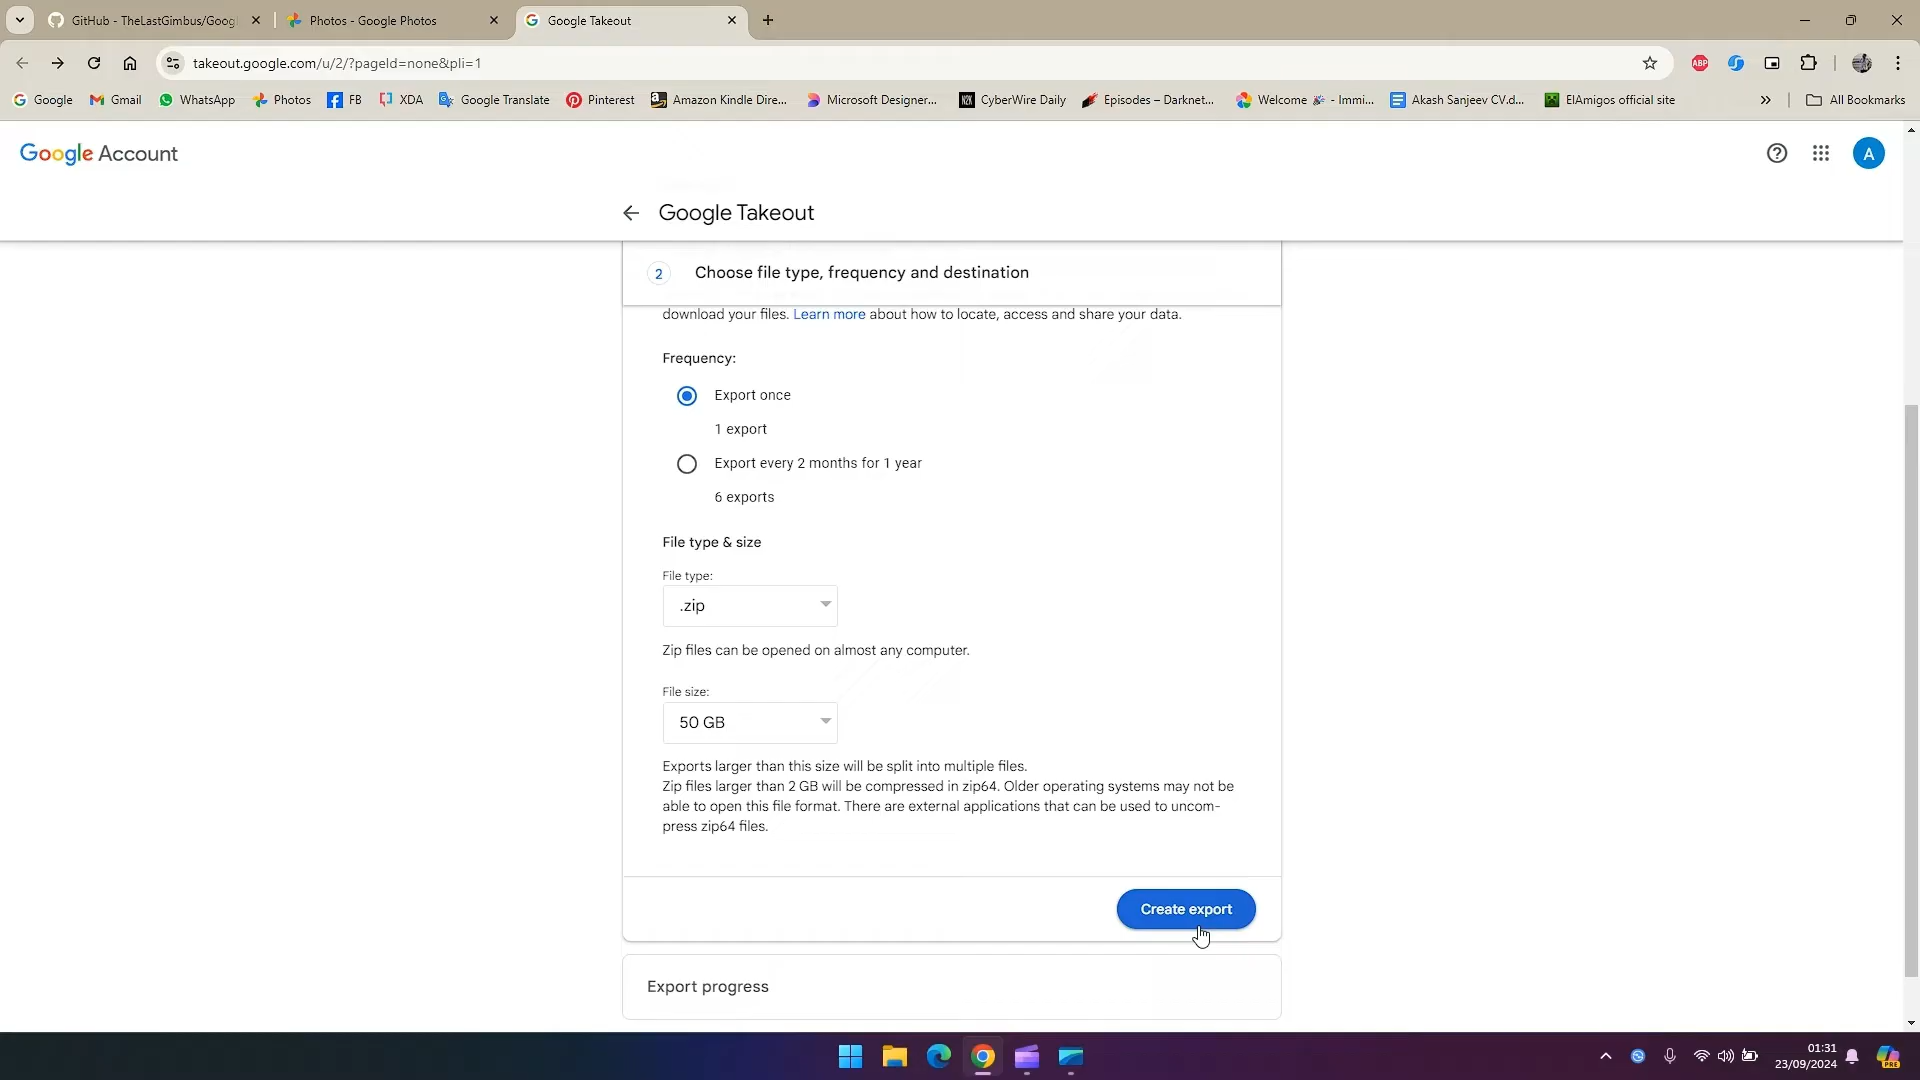 GitHub - TheLastGimbus/Goog
Photos - Google Photos
Google Takeout
takeout.google.com/u/2/?pageId=none&pli=1
ABP
Google
Gmail
WhatsApp
Photos
FB
XDA
Google Translate
Pinterest
Amazon Kindle Dire...
Microsoft Designer...
N2K
CyberWire Daily
Episodes – Darknet...
Welcome 🎉 - Immi...
Akash Sanjeev CV.d...
ElAmigos official site
All Bookmarks
Google Account
A
Google Takeout
2 Choose file type, frequency and destination
download your files. Learn more about how to locate, access and share your data.
Frequency:
Export once
1 export
Export every 2 months for 1 year
6 exports
File type & size
File type:
.zip
Zip files can be opened on almost any computer.
File size:
50 GB
Exports larger than this size will be split into multiple files.
Zip files larger than 2 GB will be compressed in zip64. Older operating systems may not be
able to open this file format. There are external applications that can be used to uncom-
press zip64 files.
Create export
Export progress
01:31
23/09/2024
PRE